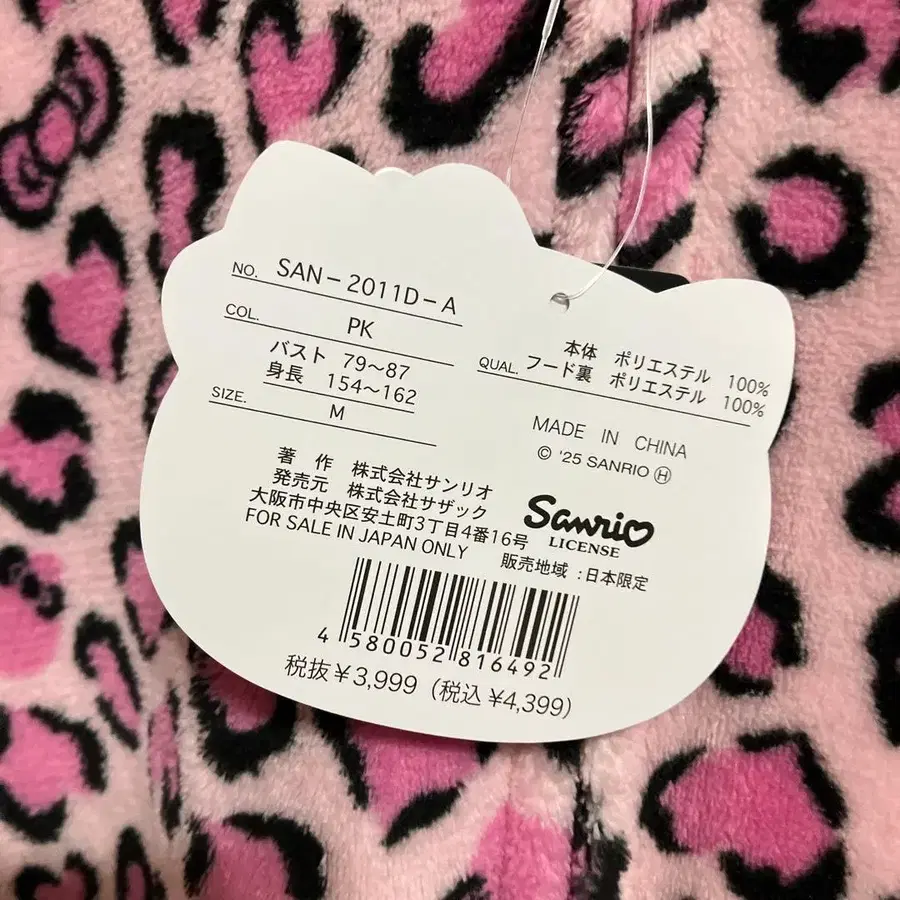 NO. SAN-2011D-A
COL. PK
バスト 79～87
身長 154～162
SIZE. M
本体 ポリエステル 100%
QUAL. フード裏 ポリエステル 100%
MADE IN CHINA
© '25 SANRIO Ⓗ
著 作 株式会社サンリオ
発売元 株式会社サザック
大阪市中央区安土町3丁目4番16号
FOR SALE IN JAPAN ONLY
Sanrio
LICENSE
販売地域 :日本限定
4 580052 816492
税抜¥3,999 (税込 ¥4,399)